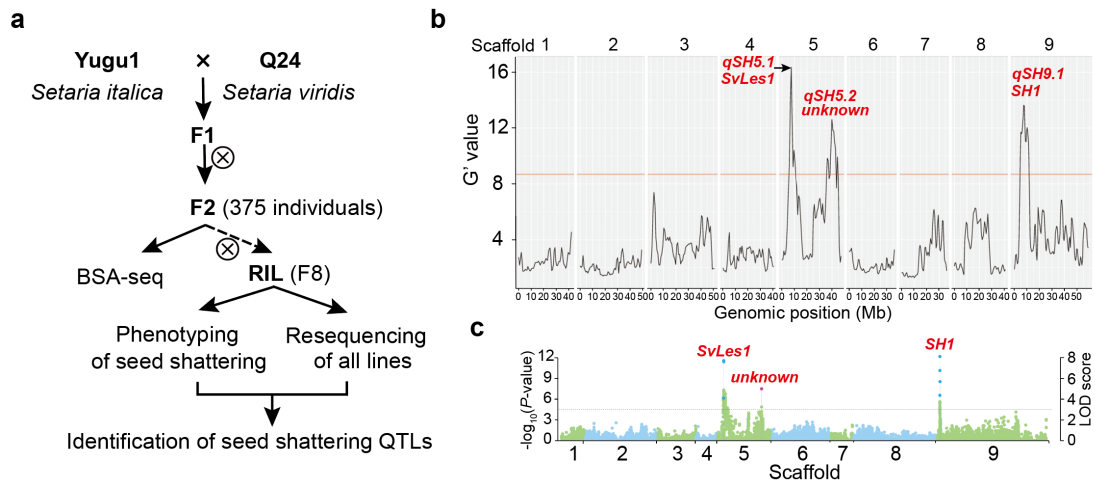 a
Yugu1 × Q24
Setaria italica Setaria viridis
F1
F2 (375 individuals)
BSA-seq
RIL (F8)
Phenotyping of seed shattering
Resequencing of all lines
Identification of seed shattering QTLs
b
Scaffold 1 2 3 4 5 6 7 8 9
G' value
16
12
8
4
qSH5.1
SvLes1
qSH5.2
unknown
qSH9.1
SH1
0 10 20 30 40 0 10 20 30 40 500 10 20 30 40 50 0 10 20 30 40 0 10 20 30 40 0 10 20 30 0 10 20 30 0 10 20 30 40 0 10 20 30 40 50
Genomic position (Mb)
c
SvLes1
unknown
SH1
-log10(P-value)
12
9
6
3
0
8
6
4
2
0
LOD score
1 2 3 4 5 6 7 8 9
Scaffold